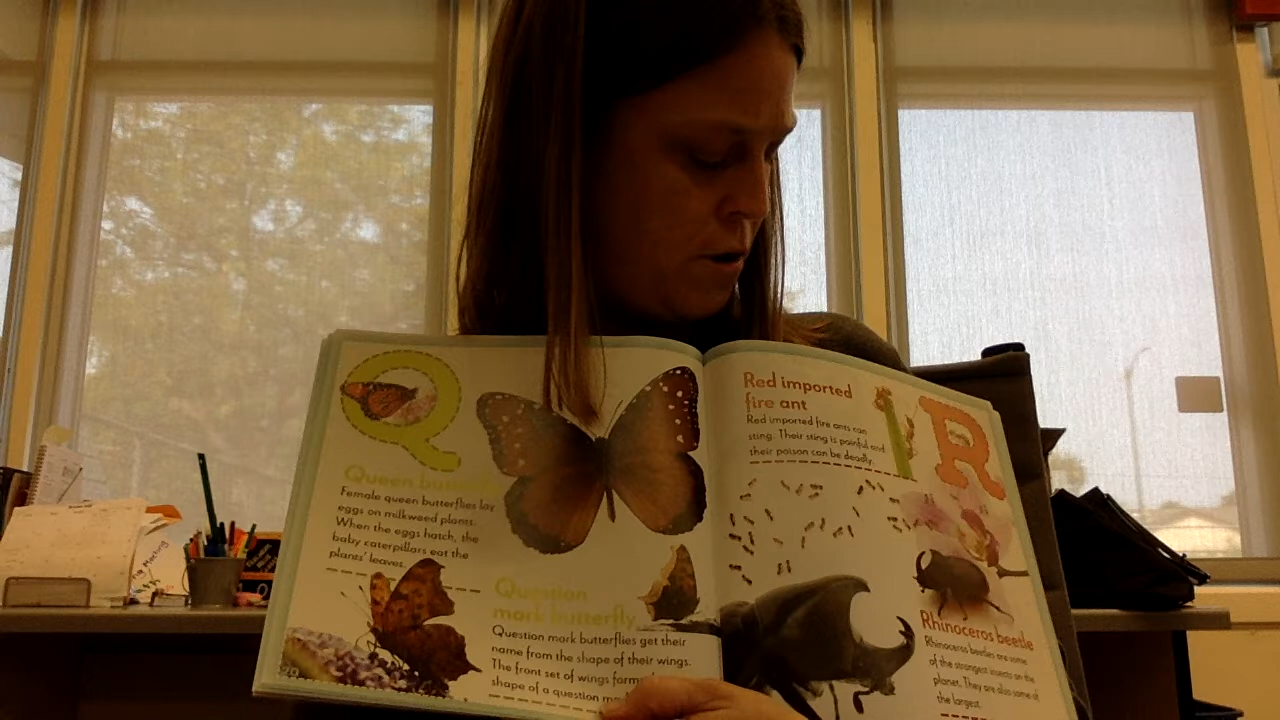 Q
Queen butterfly
Female queen butterflies lay
eggs on milkweed plants.
When the eggs hatch, the
baby caterpillars eat the
plants' leaves.
Question
mark butterfly
Question mark butterflies get their
name from the shape of their wings.
The front set of wings form
shape of a question
Red imported
fire ant
Red imported fire ants can
sting. Their sting is painful and
their poison can be deadly.
R
Rhinoceros beetle
Rhinoceros beetles are some
of the strongest insects on the
planet. They are also some of
the largest.
Meeting